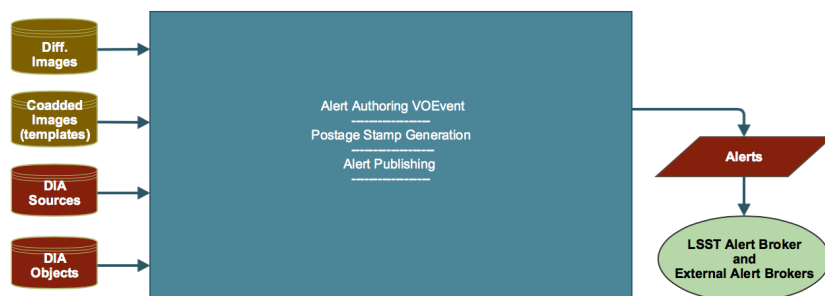 Diff.
Images
Coadded
Images
(templates)
DIA
Sources
DIA
Objects
Alert Authoring VOEvent
--------------------
Postage Stamp Generation
---------------------
Alert Publishing
--------------------
Alerts
LSST Alert Broker
and
External Alert Brokers